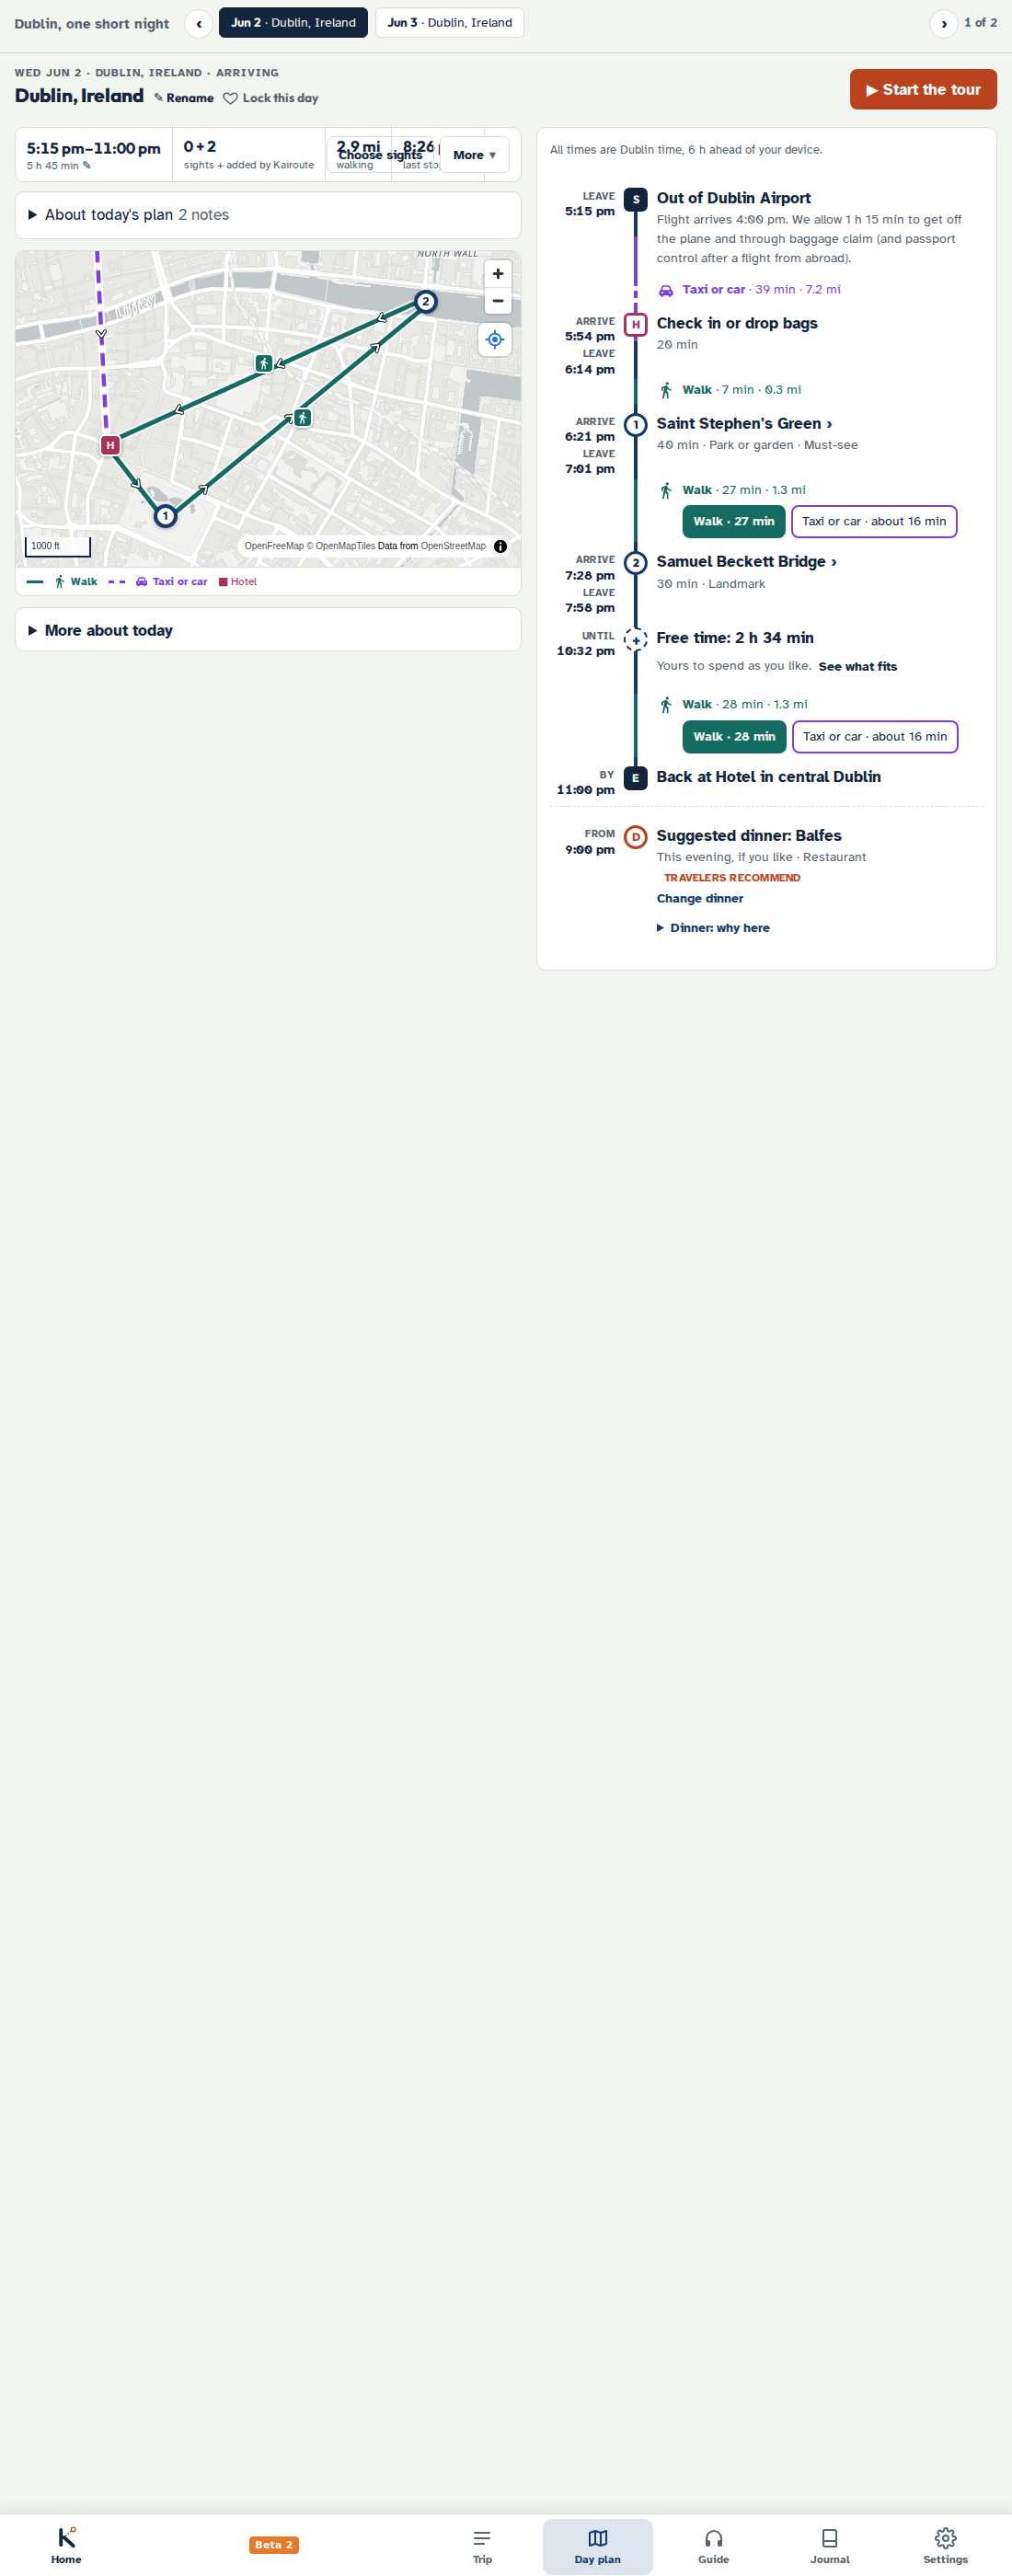 Dublin, one short night
‹
Jun 2 · Dublin, Ireland
Jun 3 · Dublin, Ireland
›
1 of 2
WED JUN 2 · DUBLIN, IRELAND · ARRIVING
Dublin, Ireland
✎ Rename
Lock this day
▶ Start the tour
5:15 pm–11:00 pm
5 h 45 min ✎
0 + 2
sights + added by Kairoute
2.9 mi
walking
8:26
last
Choose sights
More ▼
▶ About today's plan 2 notes
NORTH WALL
Liffey
2
H
1
+
−
1000 ft
OpenFreeMap © OpenMapTiles Data from OpenStreetMap
Walk
Taxi or car
Hotel
▶ More about today
All times are Dublin time, 6 h ahead of your device.
LEAVE
5:15 pm
S
Out of Dublin Airport
Flight arrives 4:00 pm. We allow 1 h 15 min to get off
the plane and through baggage claim (and passport
control after a flight from abroad).
Taxi or car · 39 min · 7.2 mi
ARRIVE
5:54 pm
LEAVE
6:14 pm
H
Check in or drop bags
20 min
Walk · 7 min · 0.3 mi
ARRIVE
6:21 pm
LEAVE
7:01 pm
1
Saint Stephen's Green ›
40 min · Park or garden · Must-see
Walk · 27 min · 1.3 mi
Walk · 27 min
Taxi or car · about 16 min
ARRIVE
7:28 pm
LEAVE
7:58 pm
2
Samuel Beckett Bridge ›
30 min · Landmark
UNTIL
10:32 pm
+
Free time: 2 h 34 min
Yours to spend as you like. See what fits
Walk · 28 min · 1.3 mi
Walk · 28 min
Taxi or car · about 16 min
BY
11:00 pm
E
Back at Hotel in central Dublin
FROM
9:00 pm
D
Suggested dinner: Balfes
This evening, if you like · Restaurant
TRAVELERS RECOMMEND
Change dinner
▶ Dinner: why here
Home
Beta 2
Trip
Day plan
Guide
Journal
Settings